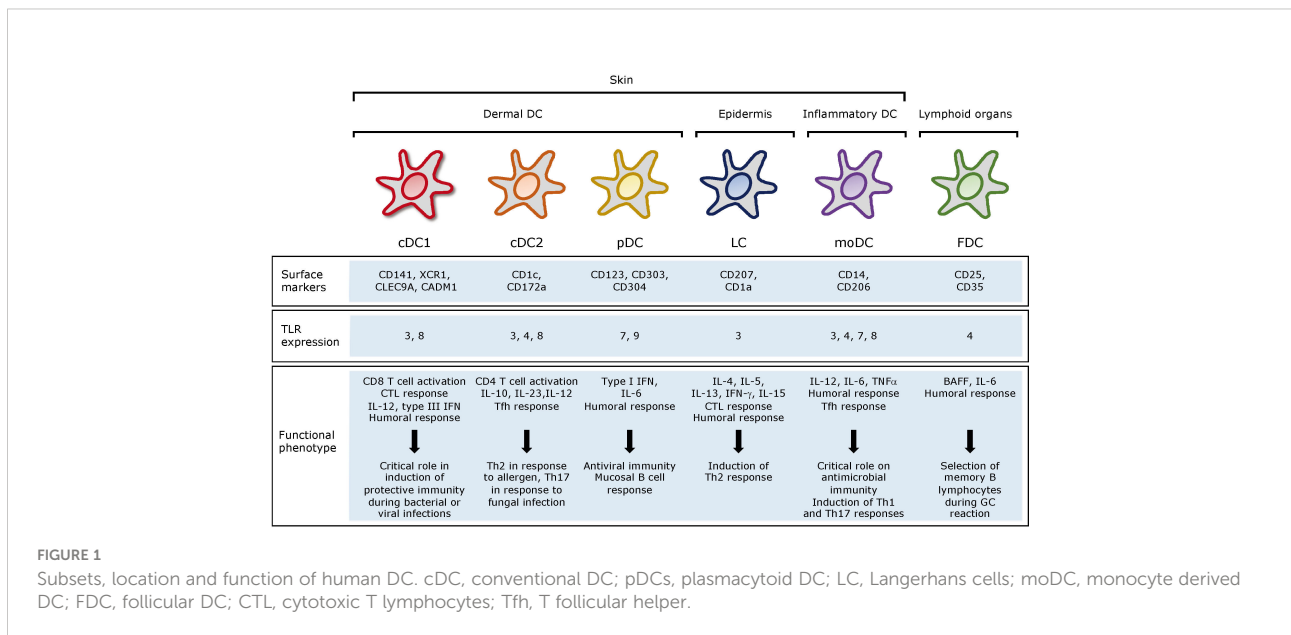 Skin
Dermal DC
Epidermis
Inflammatory DC
Lymphoid organs
cDC1
cDC2
pDC
LC
moDC
FDC
Surface
markers
CD141, XCR1,
CLEC9A, CADM1
CD1c,
CD172a
CD123, CD303,
CD304
CD207,
CD1a
CD14,
CD206
CD25,
CD35
TLR
expression
3, 8
3, 4, 8
7, 9
3
3, 4, 7, 8
4
Functional
phenotype
CD8 T cell activation
CTL response
IL-12, type III IFN
Humoral response
Critical role in
induction of
protective immunity
during bacterial or
viral infections
CD4 T cell activation
IL-10, IL-23,IL-12
Tfh response
Th2 in response
to allergen, Th17
in response to
fungal infection
Type I IFN,
IL-6
Humoral response
Antiviral immunity
Mucosal B cell
response
IL-4, IL-5,
IL-13, IFN-γ, IL-15
CTL response
Humoral response
Induction of
Th2 response
IL-12, IL-6, TNFα
Humoral response
Tfh response
Critical role on
antimicrobial
immunity
Induction of Th1
and Th17 responses
BAFF, IL-6
Humoral response
Selection of
memory B
lymphocytes
during GC
reaction
FIGURE 1
Subsets, location and function of human DC. cDC, conventional DC; pDCs, plasmacytoid DC; LC, Langerhans cells; moDC, monocyte derived
DC; FDC, follicular DC; CTL, cytotoxic T lymphocytes; Tfh, T follicular helper.